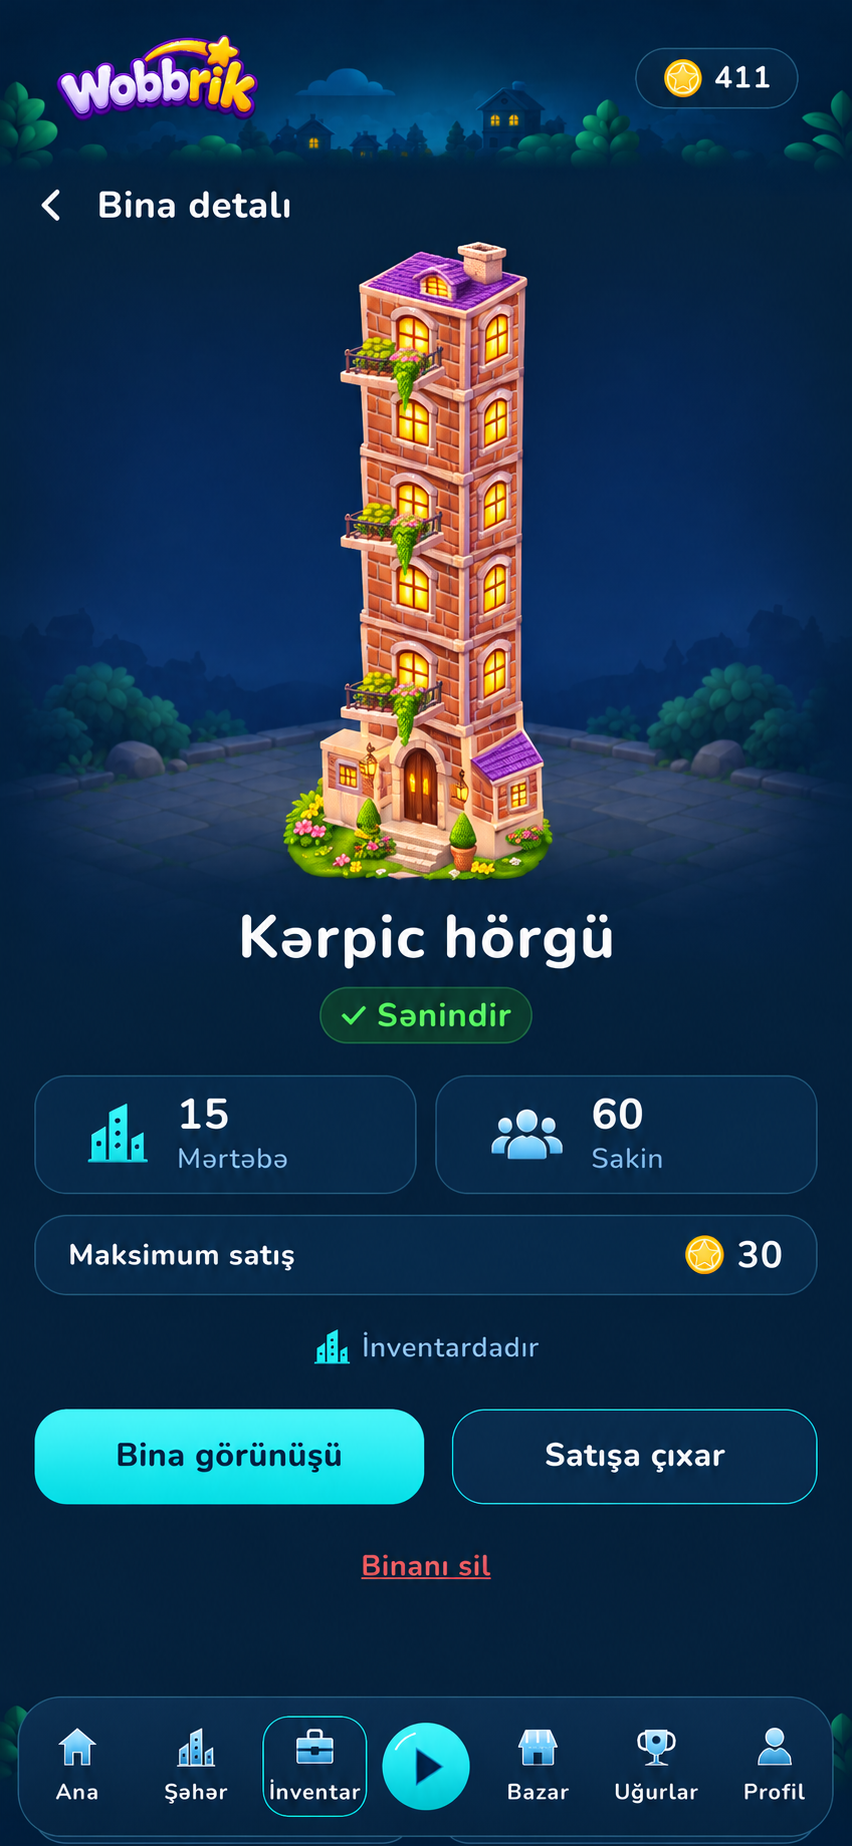 Wobbrik
411
Bina detalı
Kərpic hörgü
Sənindir
15
Mərtəbə
60
Sakin
Maksimum satış
30
İnventardadır
Bina görünüşü
Satışa çıxar
Binanı sil
Ana
Şəhər
İnventar
Bazar
Uğurlar
Profil